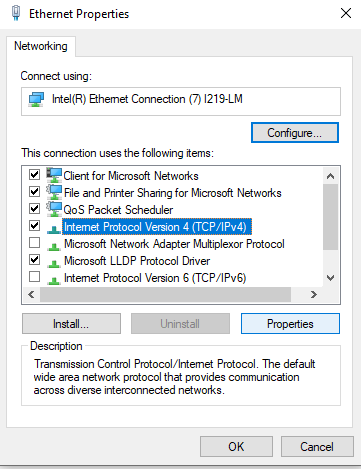 Ethernet Properties
Networking
Connect using:
Intel(R) Ethernet Connection (7) I219-LM
Configure...
This connection uses the following items:
Client for Microsoft Networks
File and Printer Sharing for Microsoft Networks
QoS Packet Scheduler
Internet Protocol Version 4 (TCP/IPv4)
Microsoft Network Adapter Multiplexor Protocol
Microsoft LLDP Protocol Driver
Internet Protocol Version 6 (TCP/IPv6)
Install... Uninstall Properties
Description
Transmission Control Protocol/Internet Protocol. The default
wide area network protocol that provides communication
across diverse interconnected networks.
OK Cancel